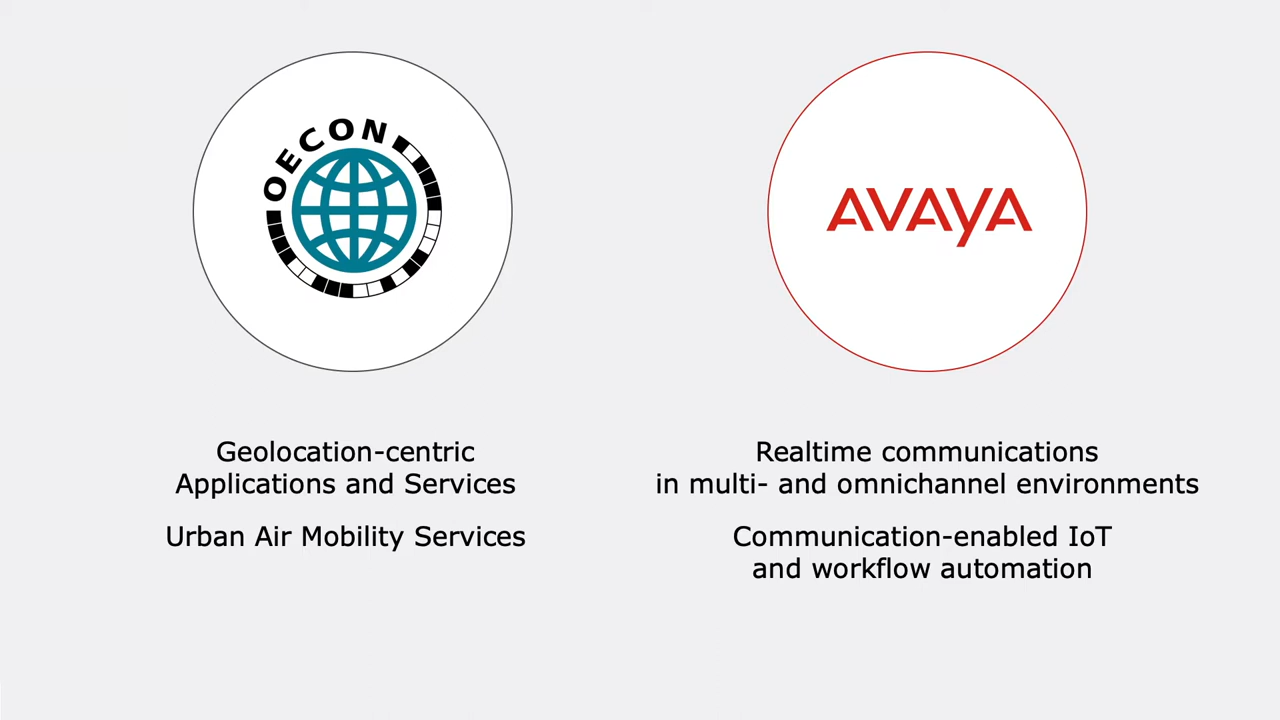 OECON
Geolocation-centric
Applications and Services
Urban Air Mobility Services
AVAYA
Realtime communications
in multi- and omnichannel environments
Communication-enabled IoT
and workflow automation